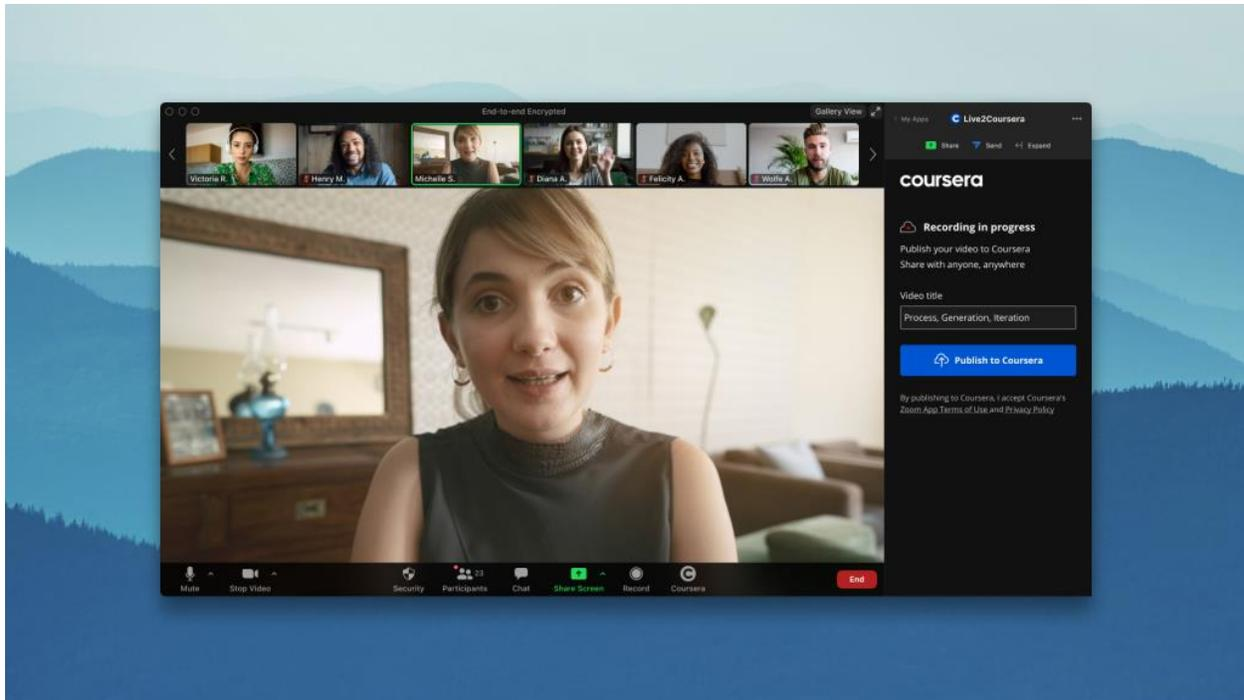 End-to-end Encrypted
Gallery View
Victoria R.
Henry M.
Michelle S.
Diana A.
Felicity A.
Wolfe A.
My Apps
Live2Coursera
Share
Send
Expand
coursera
Recording in progress
Publish your video to Coursera
Share with anyone, anywhere
Video title
Process, Generation, Iteration
Publish to Coursera
By publishing to Coursera, I accept Coursera's
Zoom App Terms of Use and Privacy Policy
Mute
Stop Video
Security
Participants
23
Chat
Share Screen
Record
Coursera
End